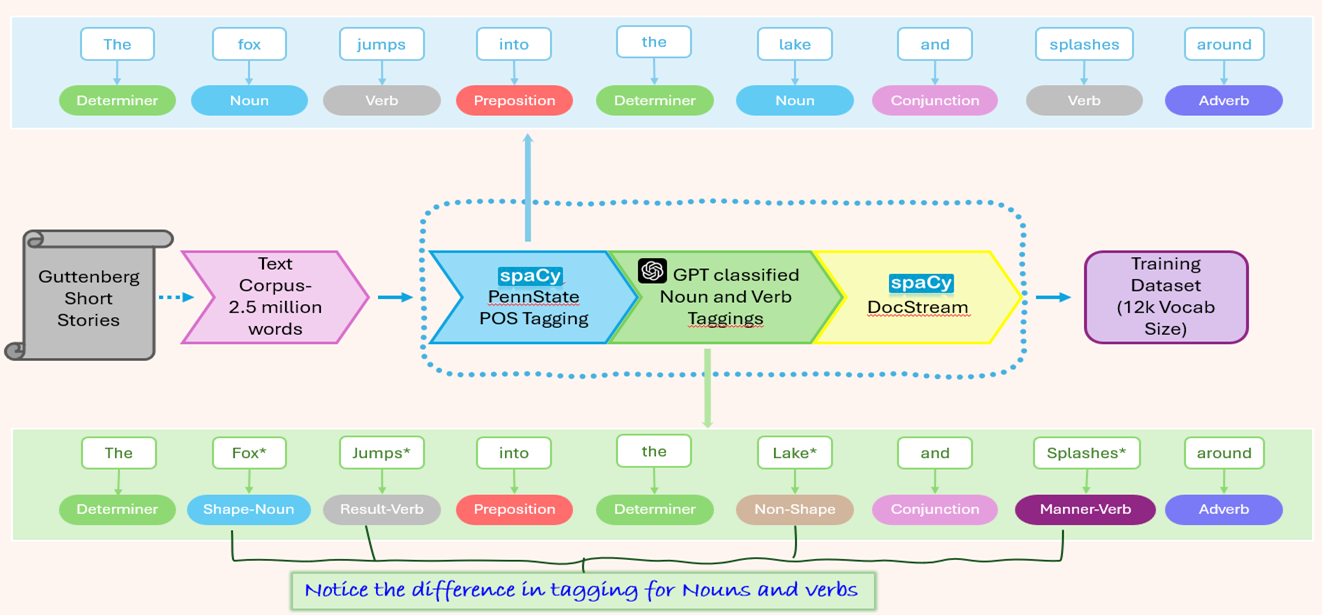 The fox jumps into the lake and splashes around
Determiner Noun Verb Preposition Determiner Noun Conjunction Verb Adverb
Guttenberg
Short
Stories
Text
Corpus-
2.5 million
words
spaCy
PennState
POS Tagging
GPT classified
Noun and Verb
Taggings
spaCy
DocStream
Training
Dataset
(12k Vocab
Size)
The Fox* Jumps* into the Lake* and Splashes* around
Determiner Shape-Noun Result-Verb Preposition Determiner Non-Shape Conjunction Manner-Verb Adverb
Notice the difference in tagging for Nouns and verbs